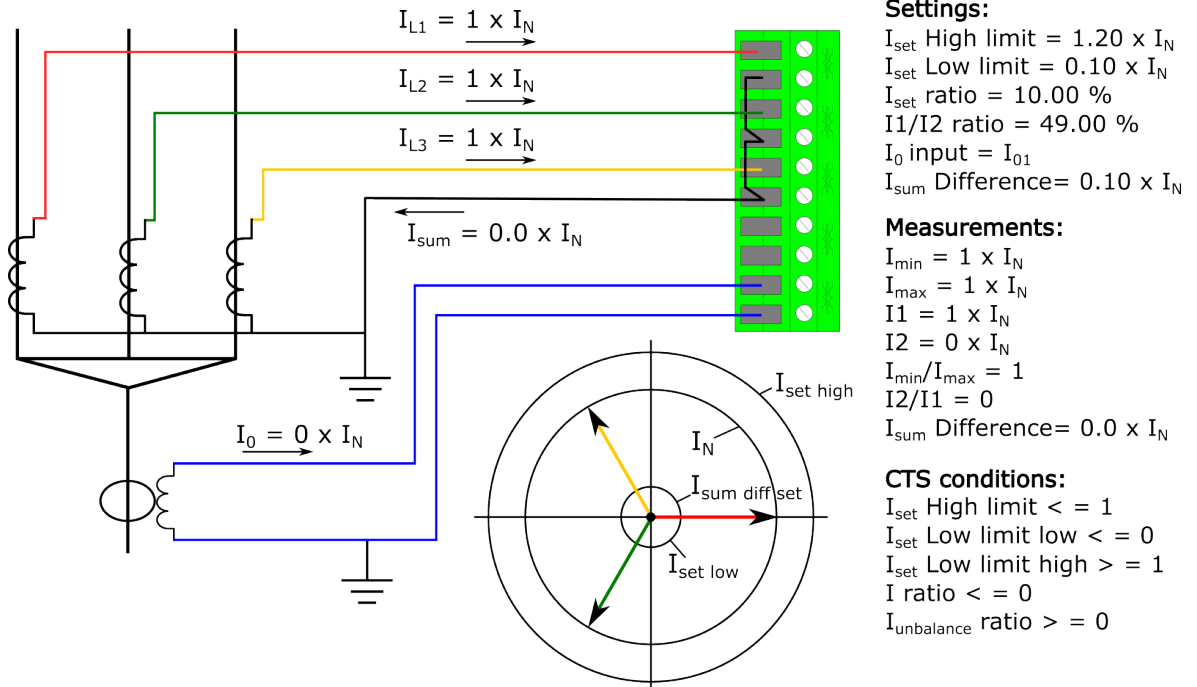 I_L1 = 1 x I_N
I_L2 = 1 x I_N
I_L3 = 1 x I_N
I_sum = 0.0 x I_N
I_0 = 0 x I_N
I_set high
I_N
I_sum diff set
I_set low
Settings:
I_set High limit = 1.20 x I_N
I_set Low limit = 0.10 x I_N
I_set ratio = 10.00 %
I1/I2 ratio = 49.00 %
I_0 input = I_01
I_sum Difference= 0.10 x I_N
Measurements:
I_min = 1 x I_N
I_max = 1 x I_N
I1 = 1 x I_N
I2 = 0 x I_N
I_min/I_max = 1
I2/I1 = 0
I_sum Difference= 0.0 x I_N
CTS conditions:
I_set High limit < = 1
I_set Low limit low < = 0
I_set Low limit high > = 1
I ratio < = 0
I_unbalance ratio > = 0